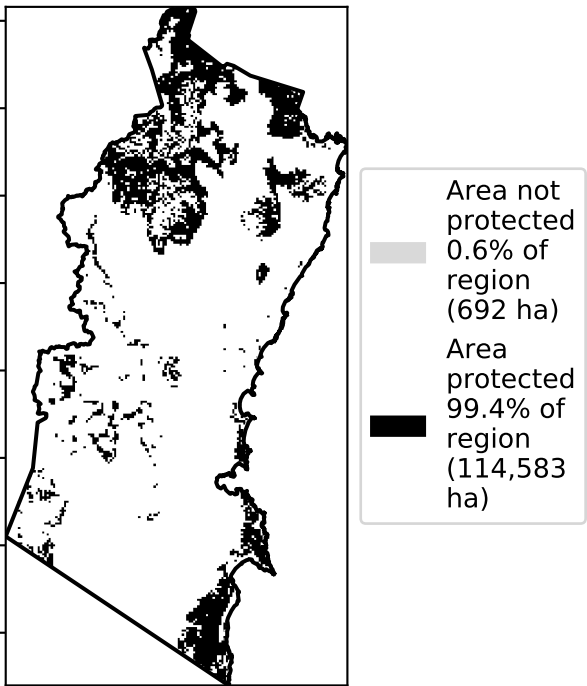 Area not
protected
0.6% of
region
(692 ha)
Area
protected
99.4% of
region
(114,583
ha)